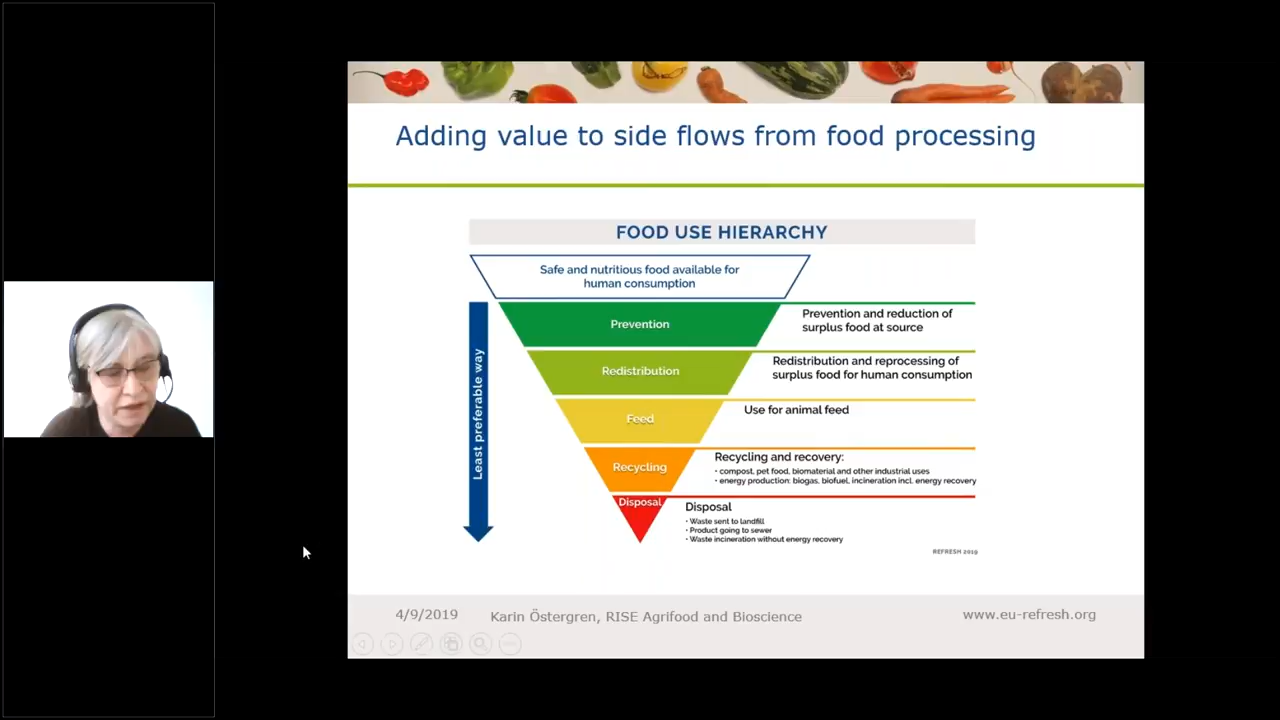 Adding value to side flows from food processing
FOOD USE HIERARCHY
Safe and nutritious food available for
human consumption
Least preferable way
Prevention
Prevention and reduction of
surplus food at source
Redistribution
Redistribution and reprocessing of
surplus food for human consumption
Feed
Use for animal feed
Recycling
Recycling and recovery:
• compost, pet food, biomaterial and other industrial uses
• energy production: biogas, biofuel, incineration incl. energy recovery
Disposal
Disposal
• Waste sent to landfill
• Product going to sewer
• Waste incineration without energy recovery
REFRESH 2019
4/9/2019
Karin Östergren, RISE Agrifood and Bioscience
www.eu-refresh.org